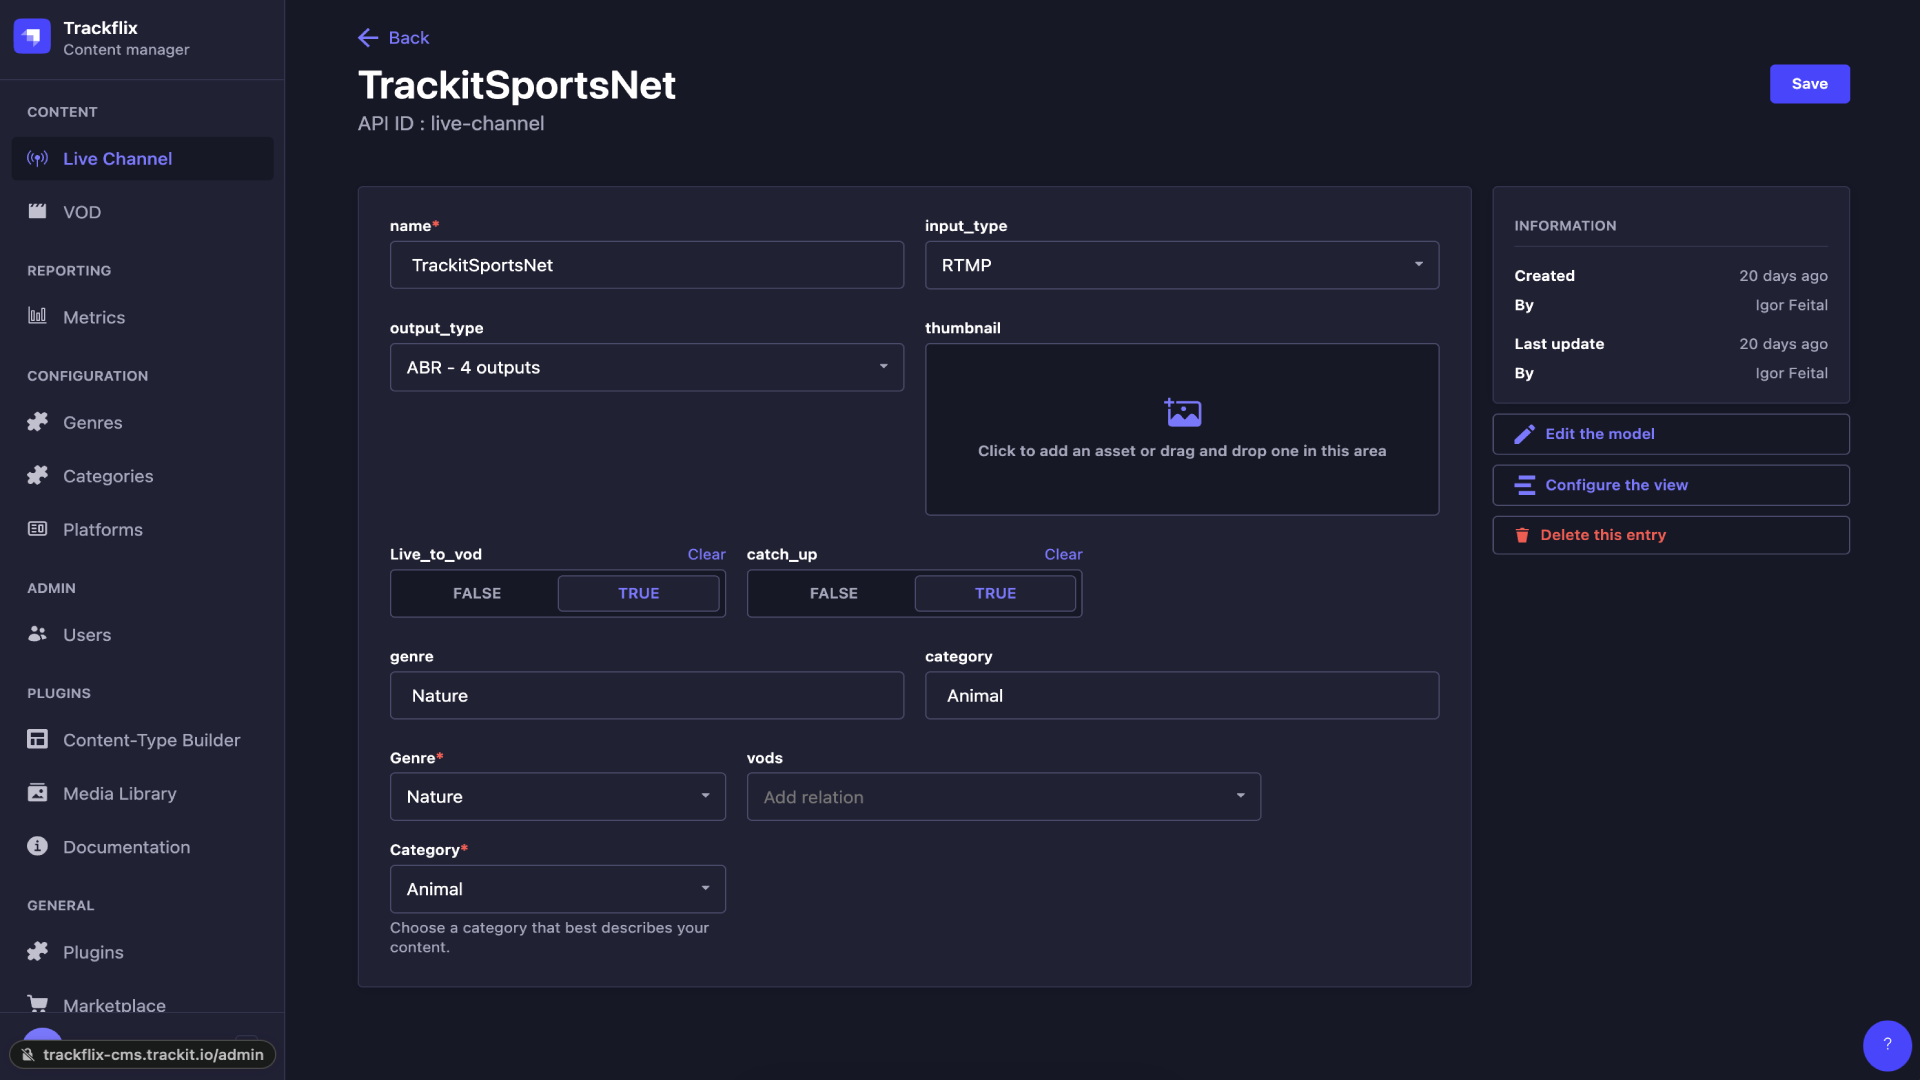 Trackflix
Content manager
CONTENT
Live Channel
VOD
REPORTING
Metrics
CONFIGURATION
Genres
Categories
Platforms
ADMIN
Users
PLUGINS
Content-Type Builder
Media Library
Documentation
GENERAL
Plugins
Marketplace
trackflix-cms.trackit.io/admin
Back
TrackitSportsNet
API ID : live-channel
Save
name*
TrackitSportsNet
input_type
RTMP
output_type
ABR - 4 outputs
thumbnail
Click to add an asset or drag and drop one in this area
Live_to_vod Clear
FALSE TRUE
catch_up Clear
FALSE TRUE
genre
Nature
category
Animal
Genre*
Nature
vods
Add relation
Category*
Animal
Choose a category that best describes your
content.
INFORMATION
Created 20 days ago
By Igor Feital
Last update 20 days ago
By Igor Feital
Edit the model
Configure the view
Delete this entry
?